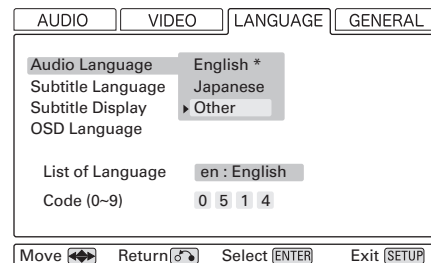 AUDIO VIDEO LANGUAGE GENERAL
Audio Language English *
Subtitle Language Japanese
Subtitle Display Other
OSD Language
List of Language en : English
Code (0~9) 0 5 1 4
Move Return Select ENTER Exit SETUP